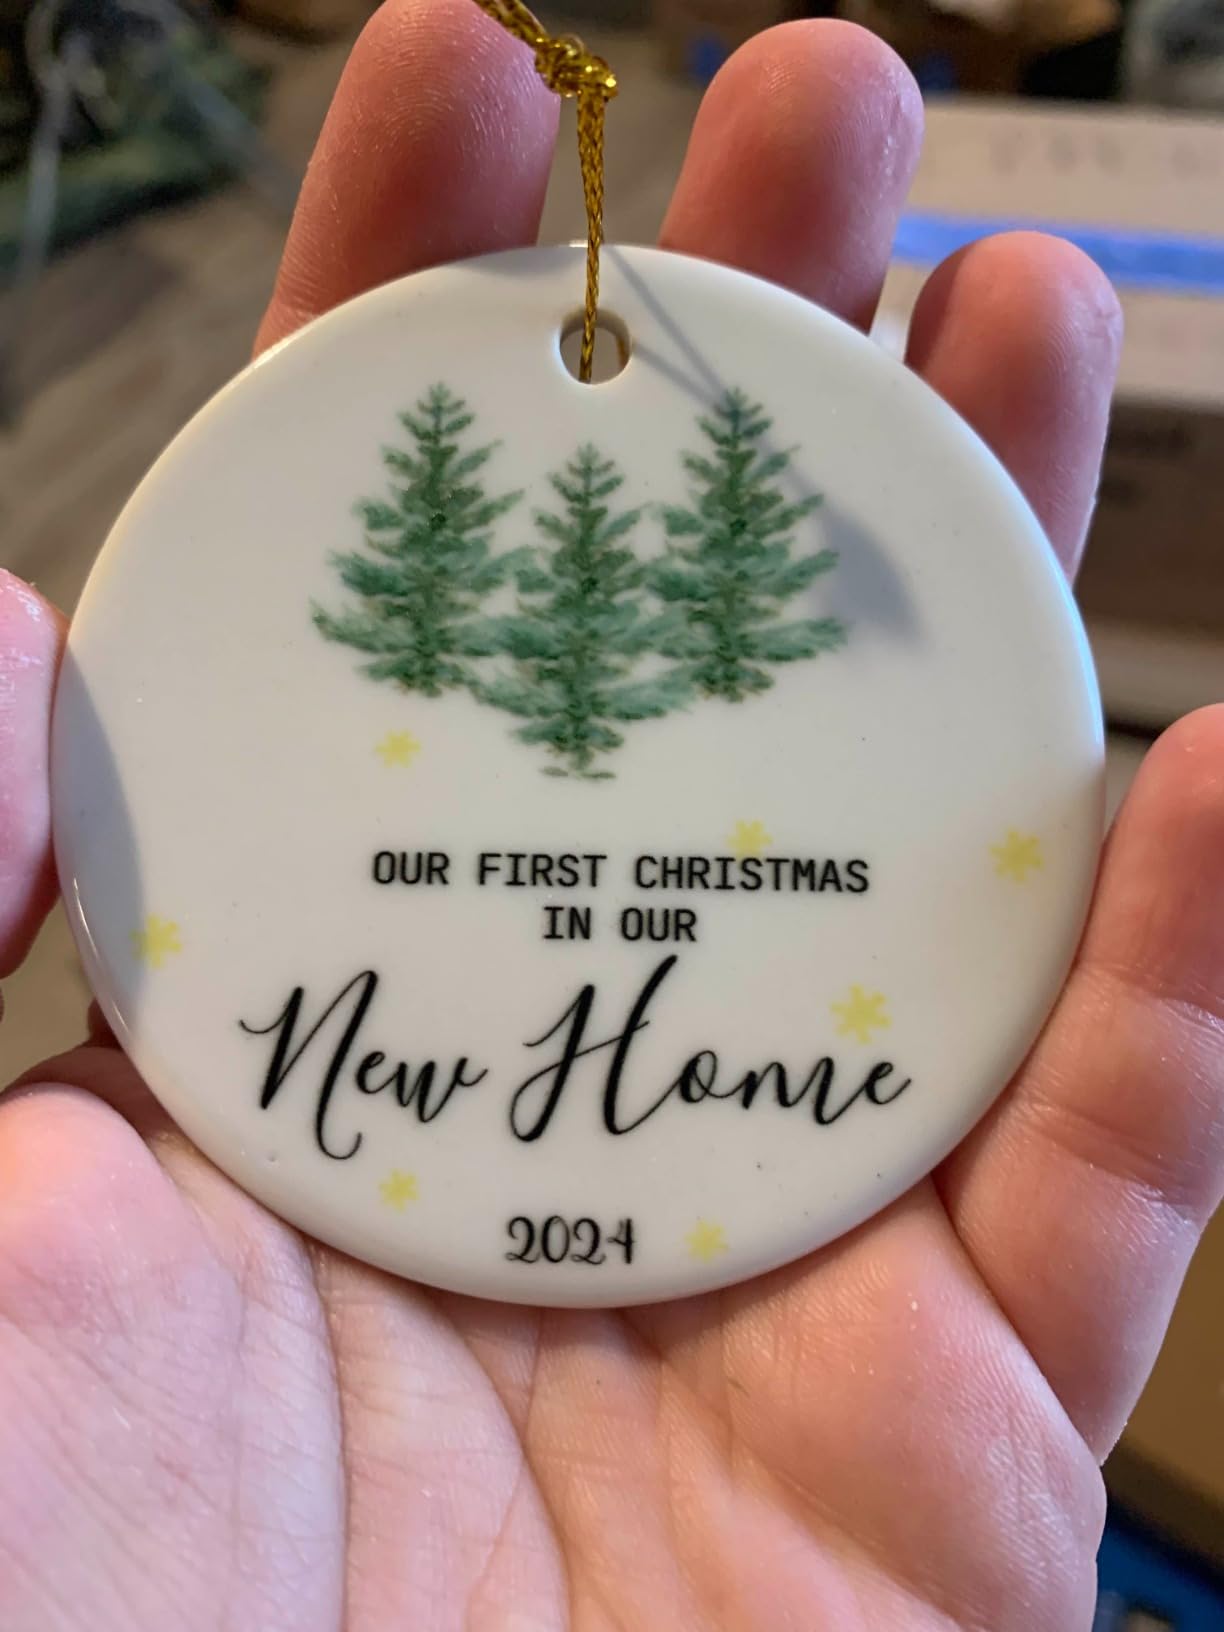 OUR FIRST CHRISTMAS
IN OUR
New Home
2024